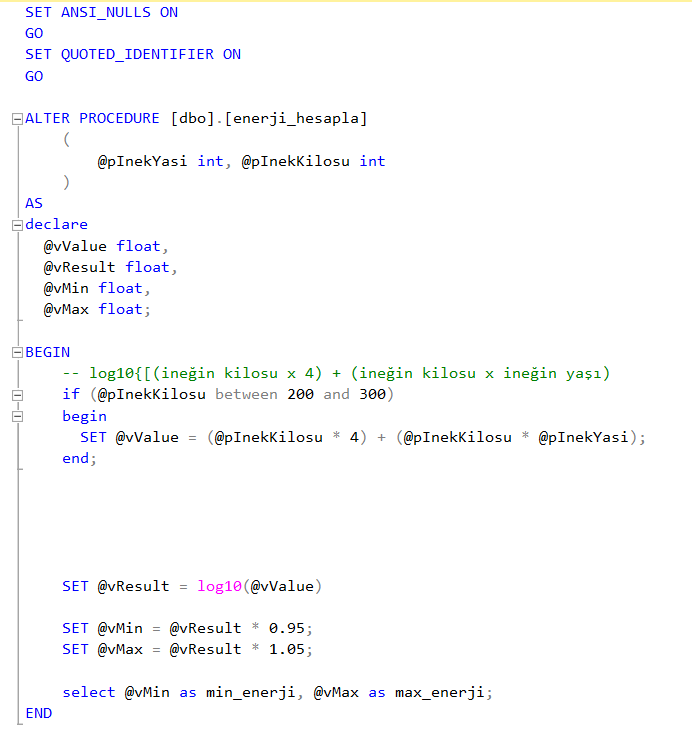 SET ANSI_NULLS ON
GO
SET QUOTED_IDENTIFIER ON
GO
ALTER PROCEDURE [dbo].[enerji_hesapla]
(
@pInekYasi int, @pInekKilosu int
)
AS
declare
@vValue float,
@vResult float,
@vMin float,
@vMax float;
BEGIN
-- log10{[(ineğin kilosu x 4) + (ineğin kilosu x ineğin yaşı)
if (@pInekKilosu between 200 and 300)
begin
SET @vValue = (@pInekKilosu * 4) + (@pInekKilosu * @pInekYasi);
end;
SET @vResult = log10(@vValue)
SET @vMin = @vResult * 0.95;
SET @vMax = @vResult * 1.05;
select @vMin as min_enerji, @vMax as max_enerji;
END